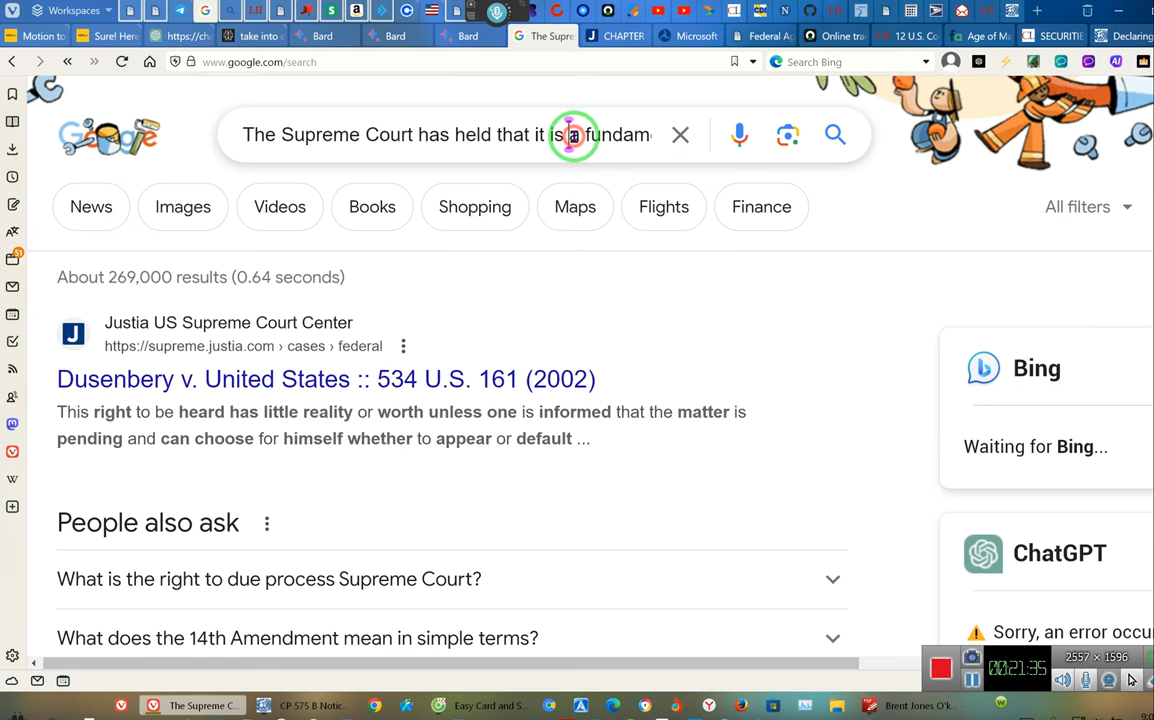 Workspaces
Motion to
Sure! Here
https://ch
take into c
Bard
Bard
Bard
The Supre
CHAPTER
Microsoft
Federal Ag
Online tra
12 U.S. Co
Age of Ma
SECURITIE
Declaring
www.google.com/search
Search Bing
The Supreme Court has held that it is a fundam
News
Images
Videos
Books
Shopping
Maps
Flights
Finance
All filters
About 269,000 results (0.64 seconds)
Justia US Supreme Court Center
https://supreme.justia.com › cases › federal
Dusenbery v. United States :: 534 U.S. 161 (2002)
This right to be heard has little reality or worth unless one is informed that the matter is
pending and can choose for himself whether to appear or default ...
Bing
Waiting for Bing...
People also ask
What is the right to due process Supreme Court?
What does the 14th Amendment mean in simple terms?
ChatGPT
Sorry, an error occu
00:21:35
2557 × 1596
The Supreme C...
CP 575 B Notic...
Easy Card and S...
Brent Jones O'k...